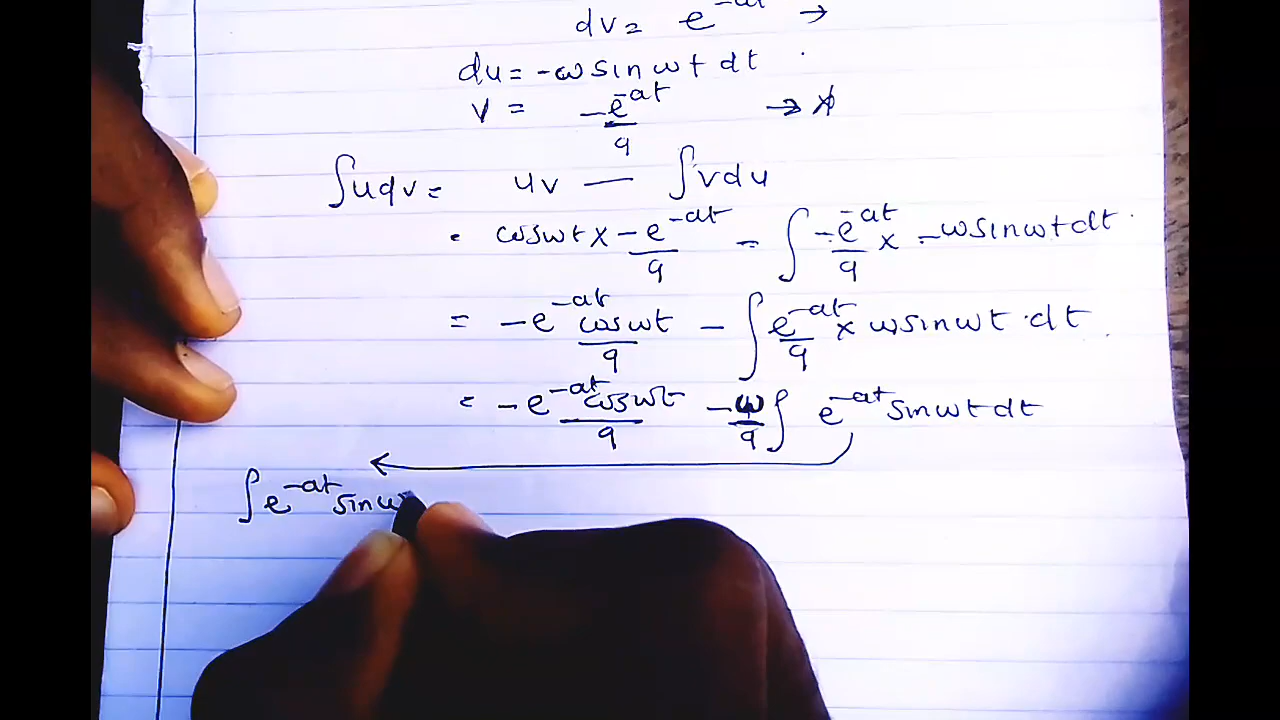 dv = e^-at →
du = -ω sin ωt dt .
v = -e^-at/a →
∫u dv = uv — ∫v du
= cos ωt × -e^-at/a - ∫ -e^-at/a × -ω sin ωt dt .
= -e^-at cos ωt/a - ∫ e^-at/a × ω sin ωt · dt .
= -e^-at cos ωt/a - ω/a ∫ e^-at sin ωt dt
∫ e^-at sin ω